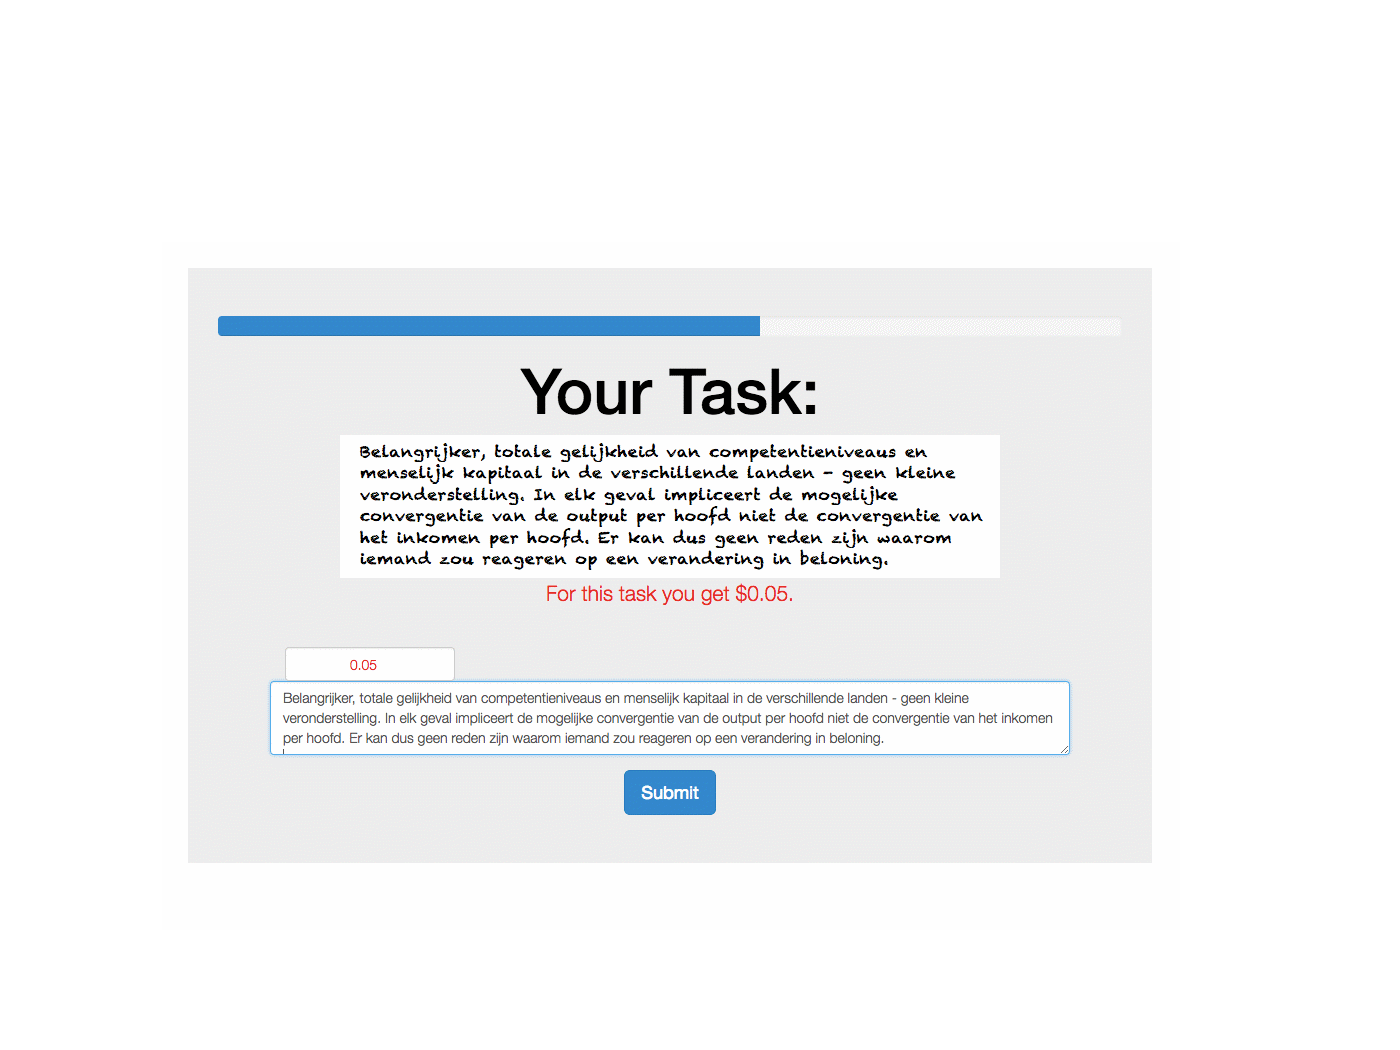 Your Task:
Belangrijker, totale gelijkheid van competentieniveaus en
menselijk kapitaal in de verschillende landen - geen kleine
veronderstelling. In elk geval impliceert de mogelijke
convergentie van de output per hoofd niet de convergentie van
het inkomen per hoofd. Er kan dus geen reden zijn waarom
iemand zou reageren op een verandering in beloning.
For this task you get $0.05.
0.05
Belangrijker, totale gelijkheid van competentieniveaus en menselijk kapitaal in de verschillende landen - geen kleine
veronderstelling. In elk geval impliceert de mogelijke convergentie van de output per hoofd niet de convergentie van het inkomen
per hoofd. Er kan dus geen reden zijn waarom iemand zou reageren op een verandering in beloning.
Submit